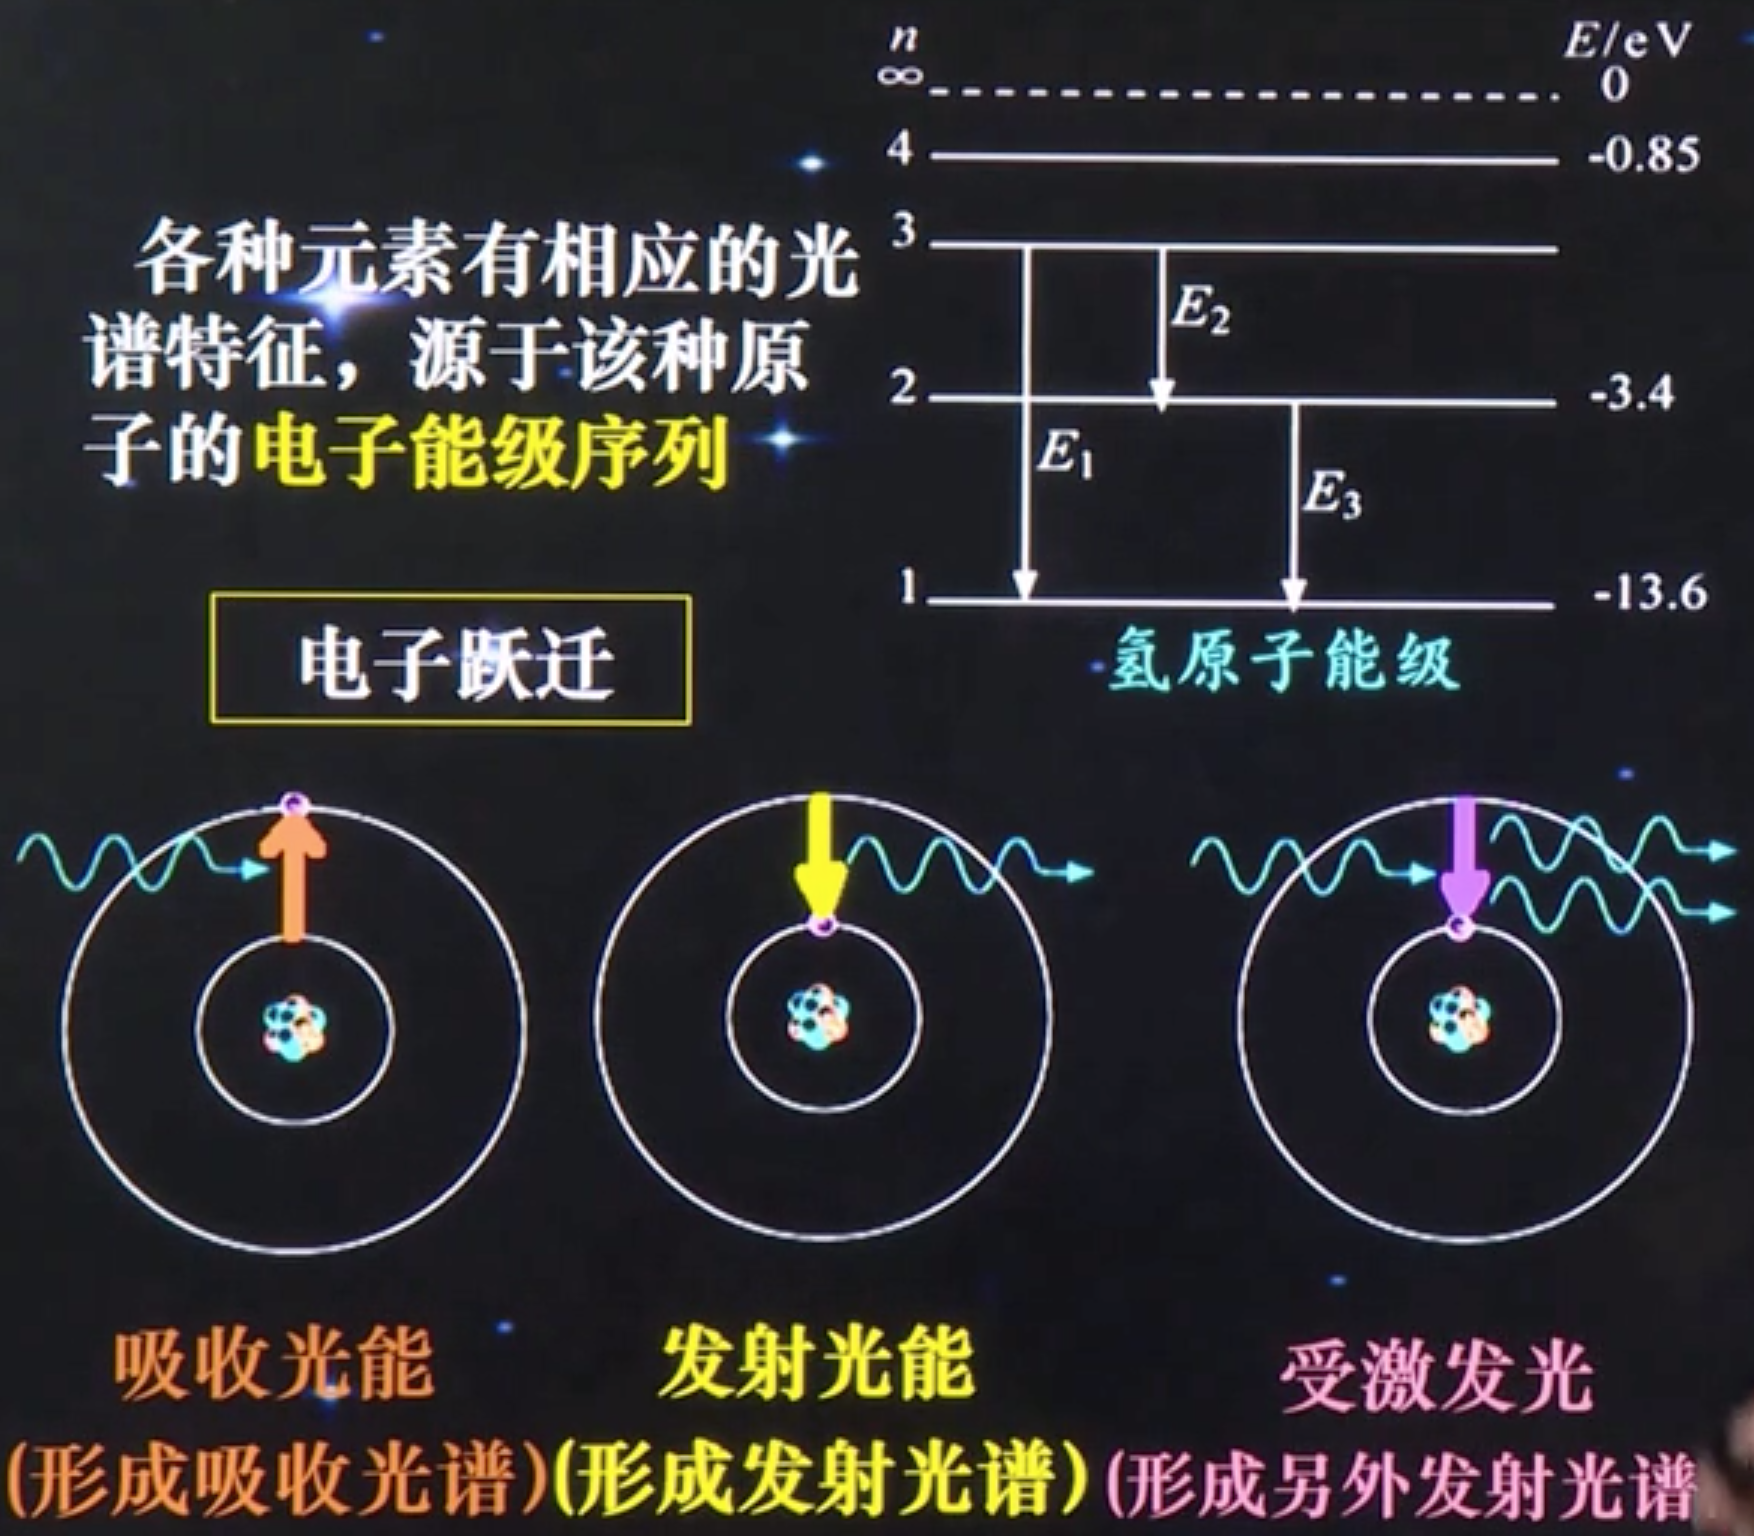 n
E/eV
∞
0
4
-0.85
3
各种元素有相应的光
谱特征，源于该种原
子的电子能级序列
E₂
2
-3.4
E₁
E₃
1
-13.6
氢原子能级
电子跃迁
吸收光能
(形成吸收光谱)
发射光能
(形成发射光谱)
受激发光
(形成另外发射光谱